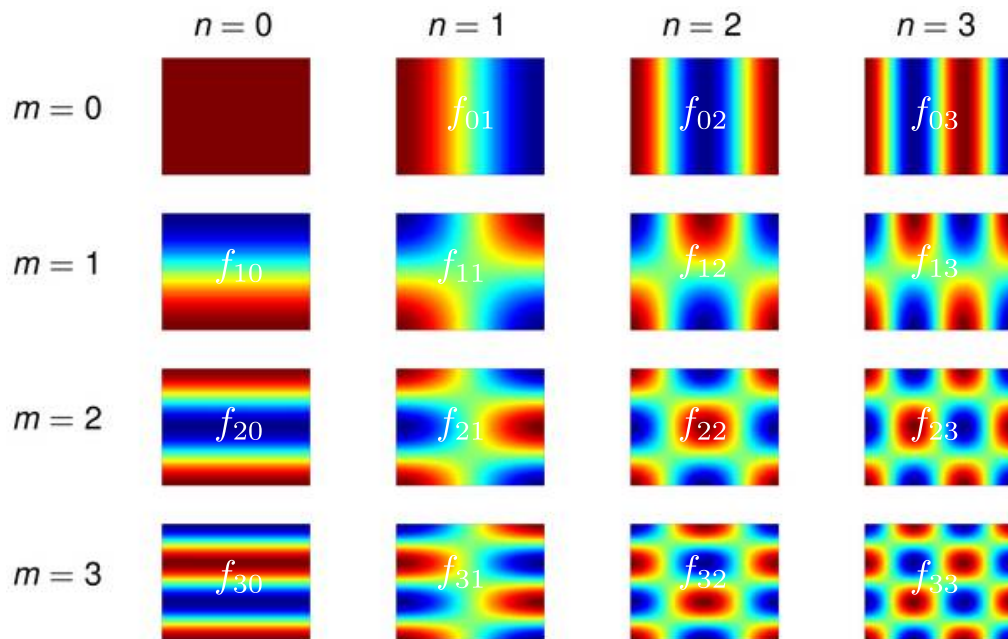 n = 0 n = 1 n = 2 n = 3
m = 0 f₀₁ f₀₂ f₀₃
m = 1 f₁₀ f₁₁ f₁₂ f₁₃
m = 2 f₂₀ f₂₁ f₂₂ f₂₃
m = 3 f₃₀ f₃₁ f₃₂ f₃₃